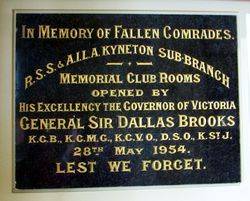 IN MEMORY OF FALLEN COMRADES.
R.S.S. & A.I.L.A. KYNETON SUB-BRANCH
MEMORIAL CLUB ROOMS
OPENED BY
HIS EXCELLENCY THE GOVERNOR OF VICTORIA
GENERAL SIR DALLAS BROOKS
K.C.B., K.C.M.G., K.C.V.O., D.S.O., K.ST.J.
28TH MAY 1954.
LEST WE FORGET.